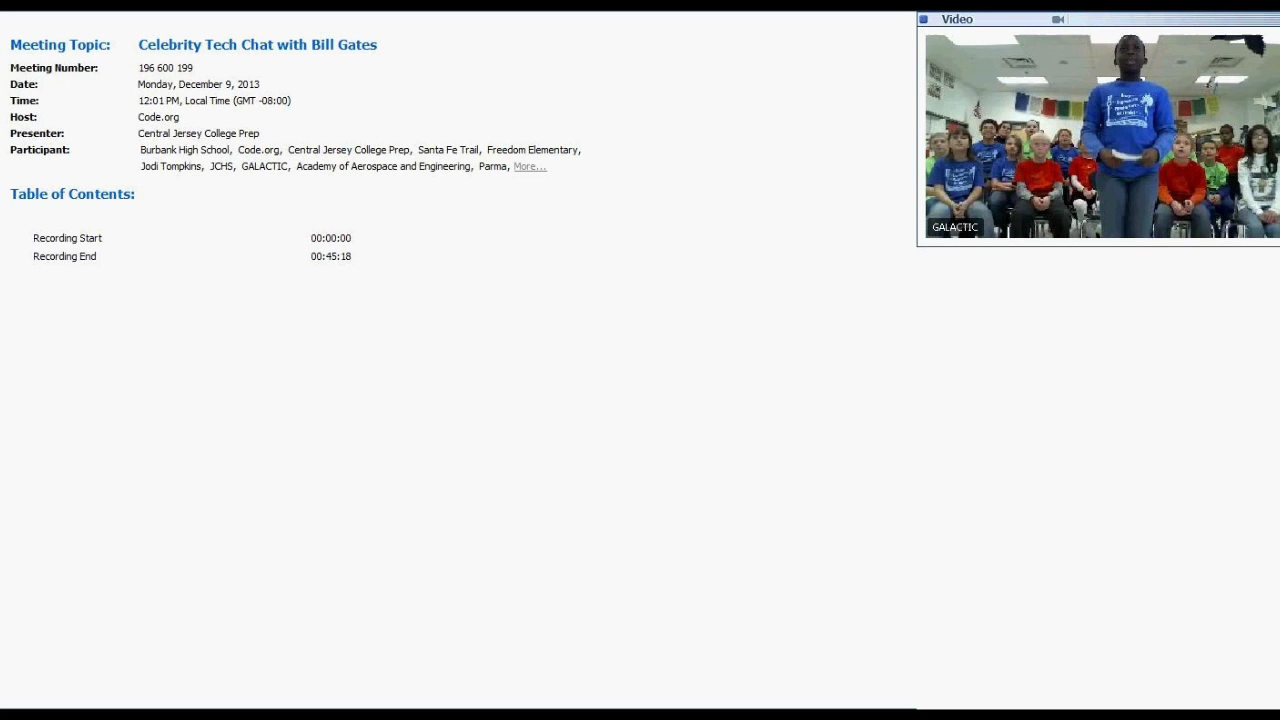 Video
Meeting Topic: Celebrity Tech Chat with Bill Gates
Meeting Number: 196 600 199
Date: Monday, December 9, 2013
Time: 12:01 PM, Local Time (GMT -08:00)
Host: Code.org
Presenter: Central Jersey College Prep
Participant: Burbank High School, Code.org, Central Jersey College Prep, Santa Fe Trail, Freedom Elementary,
Jodi Tompkins, JCHS, GALACTIC, Academy of Aerospace and Engineering, Parma, More...
Table of Contents:
Recording Start 00:00:00
Recording End 00:45:18
GALACTIC